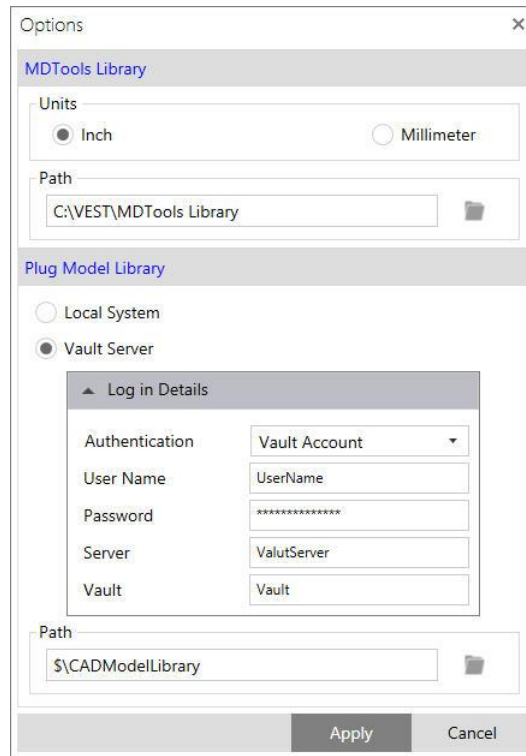 Options
MDTools Library
Units
Inch Millimeter
Path
C:\VEST\MDTools Library
Plug Model Library
Local System
Vault Server
Log in Details
Authentication Vault Account
User Name UserName
Password **************
Server ValutServer
Vault Vault
Path
$\CADModelLibrary
Apply Cancel